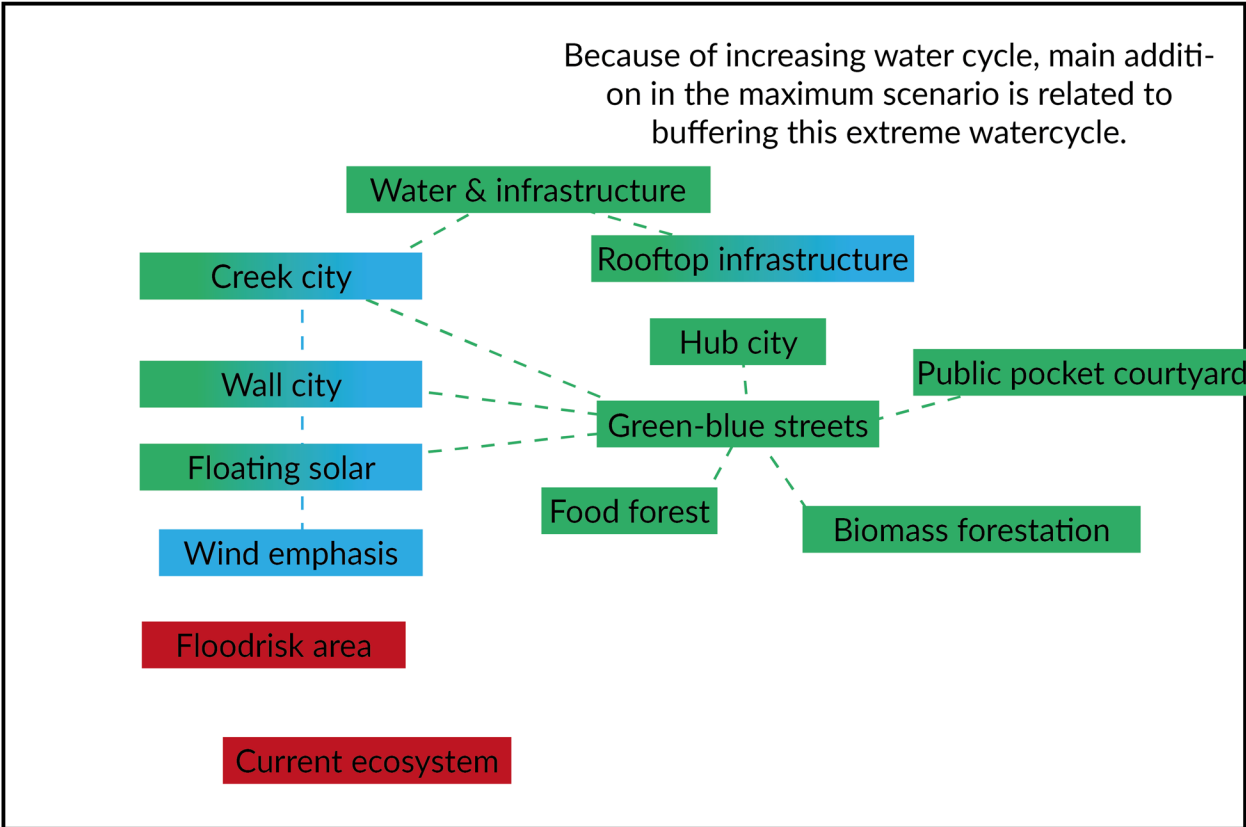 Because of increasing water cycle, main additi-
on in the maximum scenario is related to
buffering this extreme watercycle.
Water & infrastructure
Rooftop infrastructure
Creek city
Hub city
Public pocket courtyard
Wall city
Green-blue streets
Floating solar
Food forest
Biomass forestation
Wind emphasis
Floodrisk area
Current ecosystem